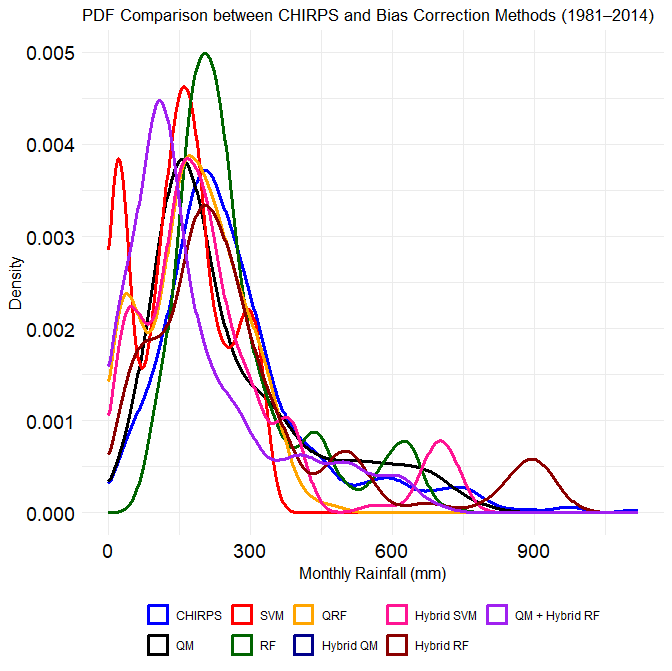 PDF Comparison between CHIRPS and Bias Correction Methods (1981–2014)
0.005
0.004
0.003
0.002
0.001
0.000
Density
0 300 600 900
Monthly Rainfall (mm)
CHIRPS SVM QRF Hybrid SVM QM + Hybrid RF
QM RF Hybrid QM Hybrid RF